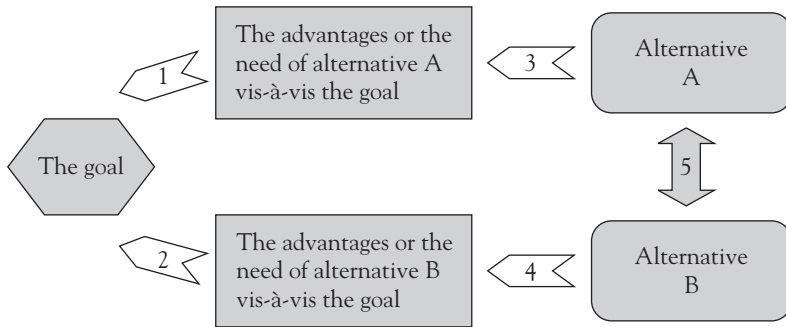 1
The advantages or the
need of alternative A
vis-à-vis the goal
3
Alternative
A
The goal
5
2
The advantages or the
need of alternative B
vis-à-vis the goal
4
Alternative
B